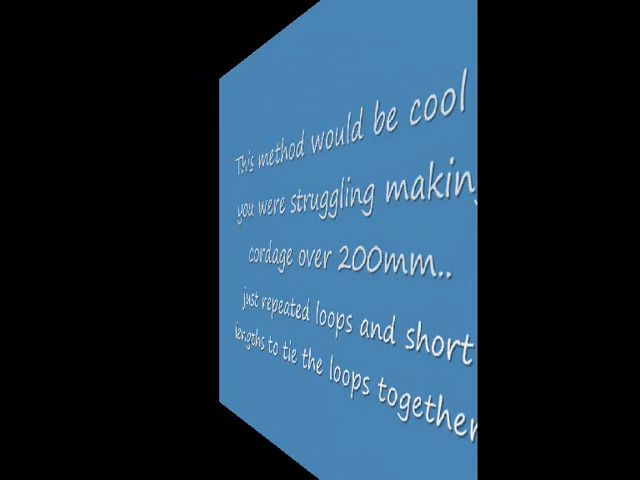 This method would be cool
you were struggling making
cordage over 200mm..
just repeated loops and short
lengths to tie the loops together